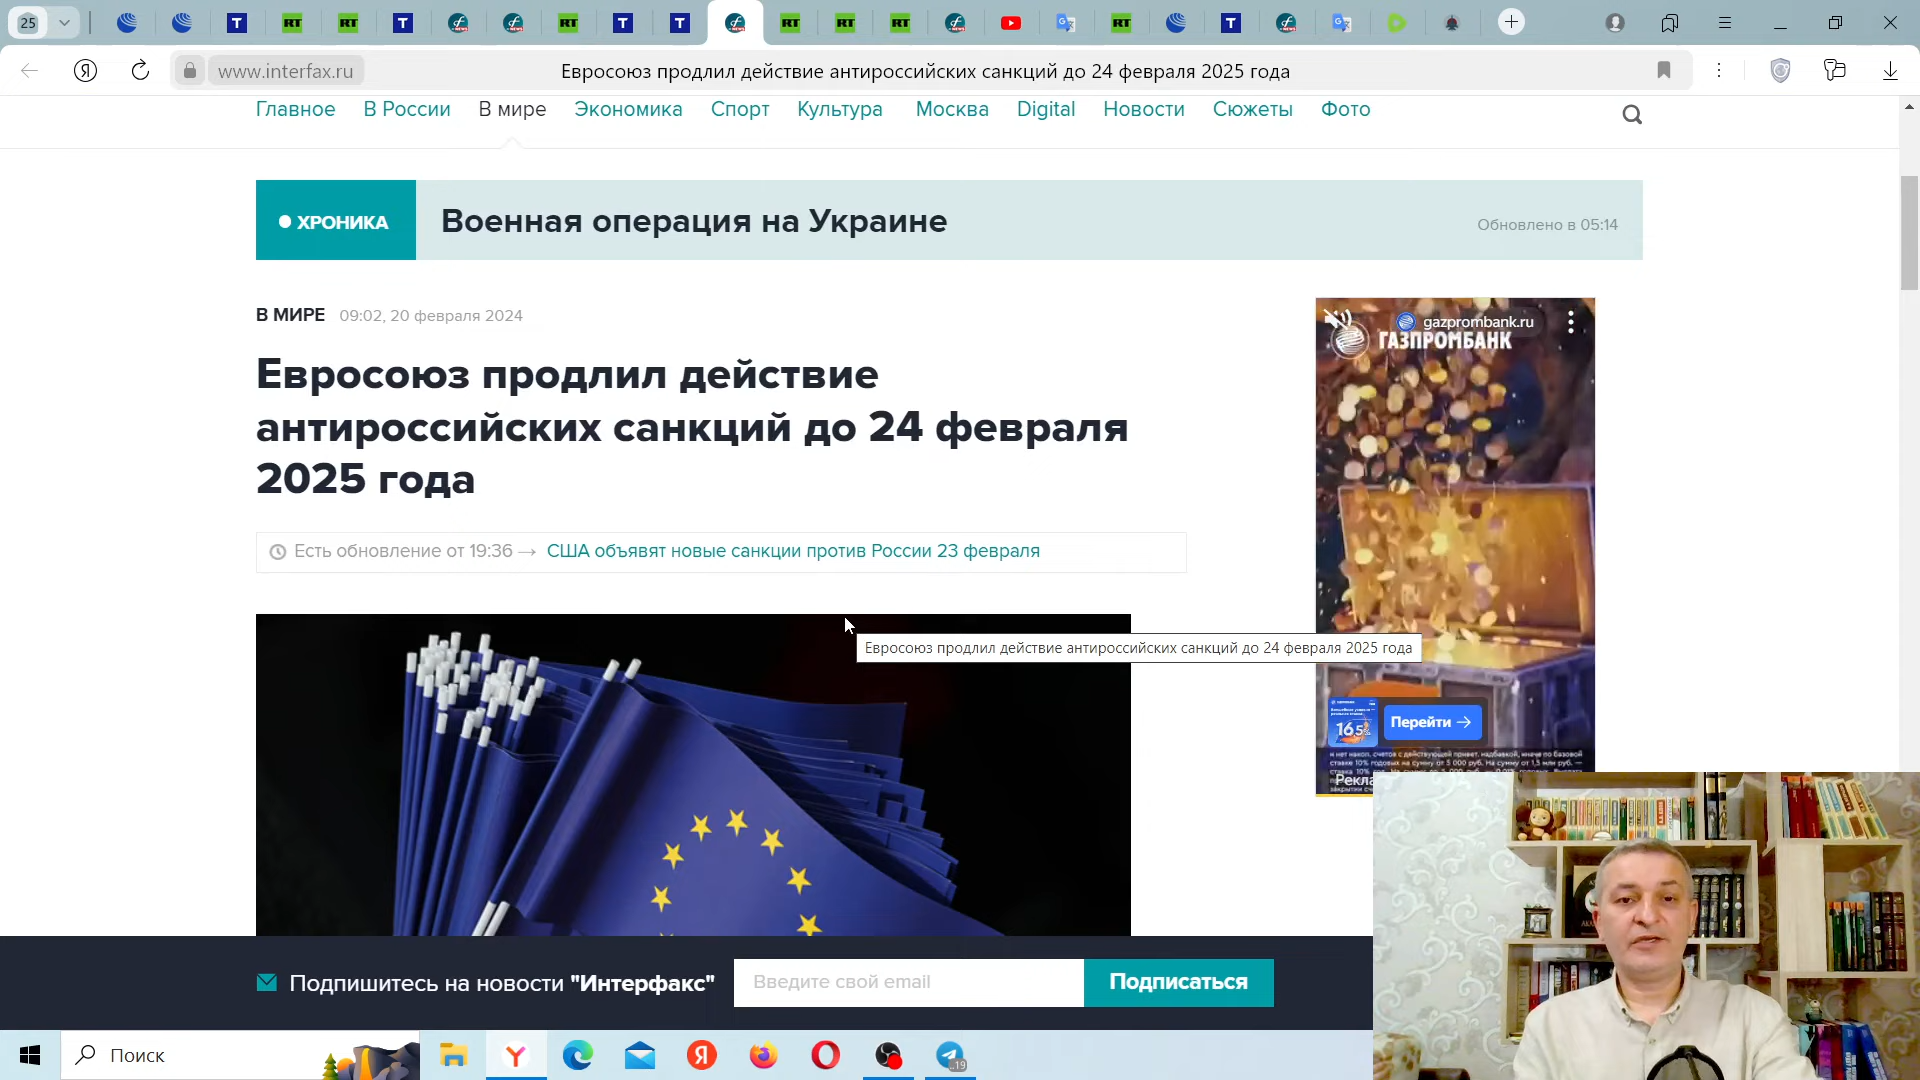 25
www.interfax.ru
Евросоюз продлил действие антироссийских санкций до 24 февраля 2025 года
Главное В России В мире Экономика Спорт Культура Москва Digital Новости Сюжеты Фото
ХРОНИКА
Военная операция на Украине
Обновлено в 05:14
В МИРЕ 09:02, 20 февраля 2024
Евросоюз продлил действие
антироссийских санкций до 24 февраля
2025 года
Есть обновление от 19:36 → США объявят новые санкции против России 23 февраля
Евросоюз продлил действие антироссийских санкций до 24 февраля 2025 года
gazprombank.ru
ГАЗПРОМБАНК
16,5%
Перейти →
Подпишитесь на новости "Интерфакс"
Введите свой email
Подписаться
Поиск
19